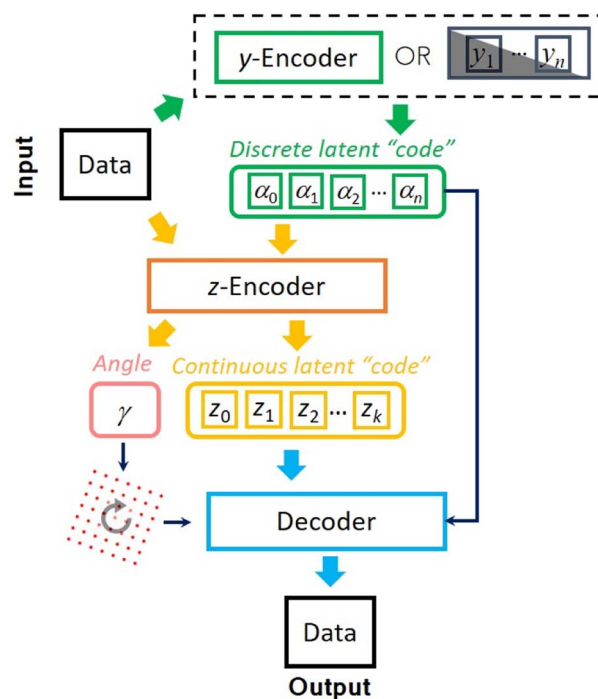 y-Encoder OR y₁ ··· yₙ
Input
Data
Discrete latent “code”
α₀ α₁ α₂ ··· αₙ
z-Encoder
Angle
Continuous latent “code”
γ
z₀ z₁ z₂ ··· zₖ
Decoder
Data
Output